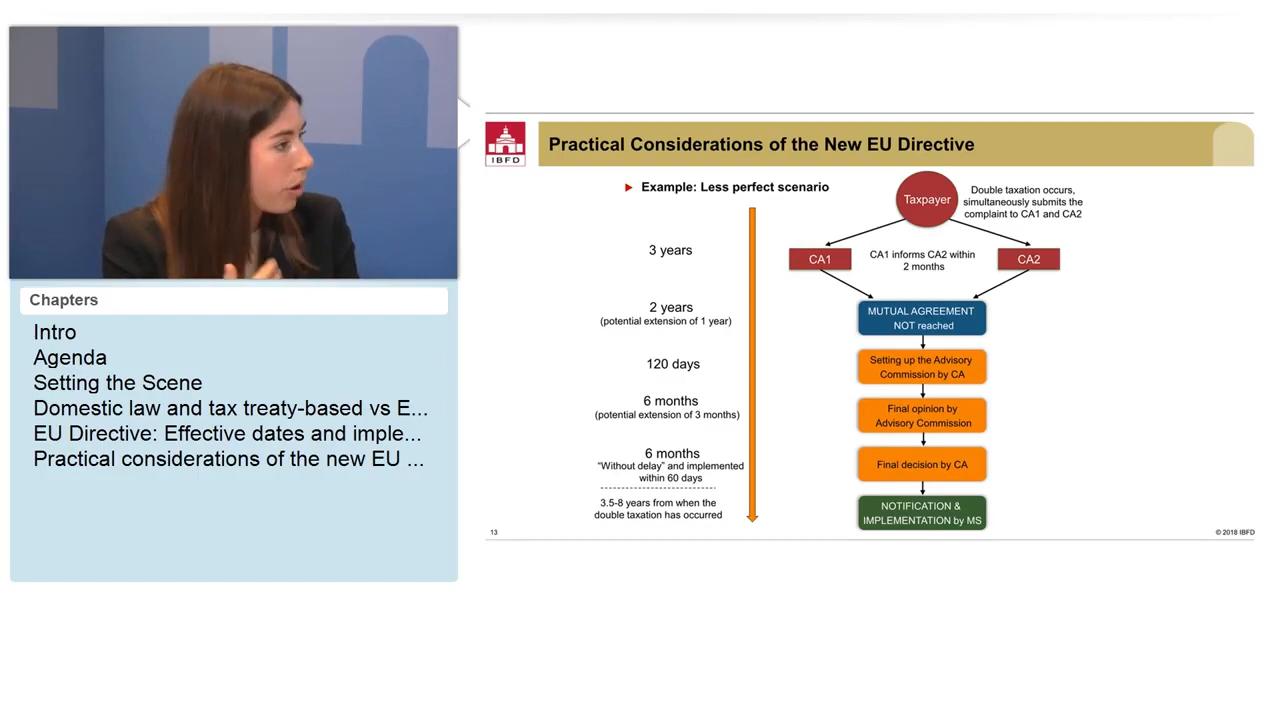 Chapters
Intro
Agenda
Setting the Scene
Domestic law and tax treaty-based vs E...
EU Directive: Effective dates and imple...
Practical considerations of the new EU ...
IBFD
Practical Considerations of the New EU Directive
Example: Less perfect scenario
3 years
2 years
(potential extension of 1 year)
120 days
6 months
(potential extension of 3 months)
6 months
“Without delay” and implemented
within 60 days
3.5-8 years from when the
double taxation has occurred
Taxpayer
Double taxation occurs,
simultaneously submits the
complaint to CA1 and CA2
CA1
CA1 informs CA2 within
2 months
CA2
MUTUAL AGREEMENT
NOT reached
Setting up the Advisory
Commission by CA
Final opinion by
Advisory Commission
Final decision by CA
NOTIFICATION &
IMPLEMENTATION by MS
13
© 2018 IBFD